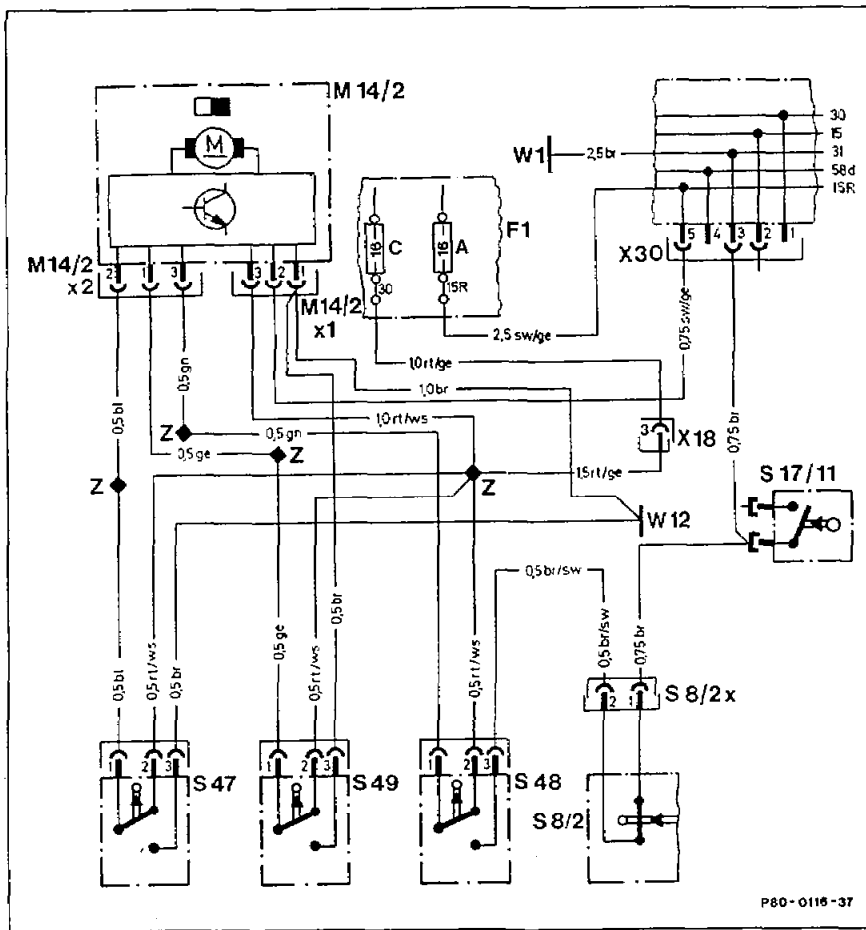 M 14/2
M
30
15
31
58d
15R
W1
2,5 br
5 4 3 2 1
X30
16 C
16 A
F1
30
15R
M14/2
x2
2 1 3
3 2 1
M14/2
x1
2,5 sw/ge
1,0 rt/ge
1,0 br
0,75 sw/ge
0,75 br
0,5 bl
0,5 gn
1,0 rt/ws
Z
0,5 gn
0,5 ge
Z
Z
Z
1,5 rt/ge
3
X18
S 17/11
W12
0,5 br/sw
0,5 bl
0,5 rt/ws
0,5 br
0,5 ge
0,5 rt/ws
0,5 br
0,5 rt/ws
0,5 br/sw
0,75 br
2 1
S 8/2x
1 2 3
S 47
1 2 3
S 49
1 2 3
S 48
S 8/2
P80-0116-37